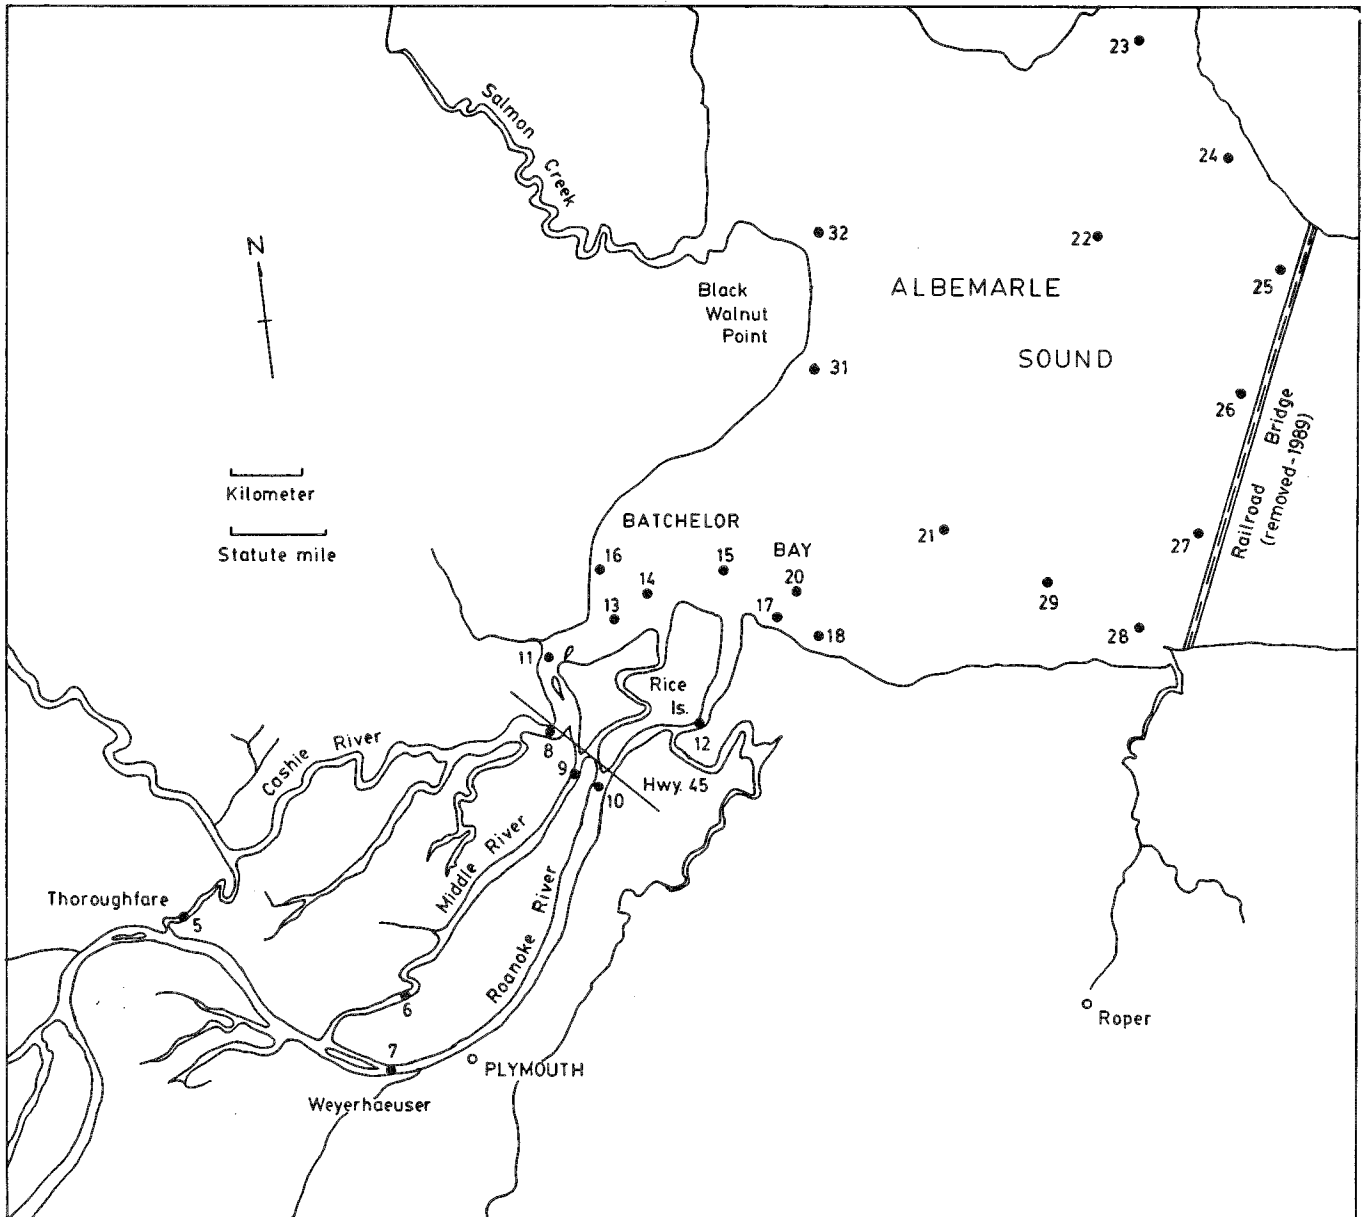 23
Salmon
Creek
24
N
32
22
Black
Walnut
Point
ALBEMARLE
SOUND
25
31
26
Railroad Bridge
(removed-1989)
Kilometer
Statute mile
BATCHELOR
BAY
16
15
14
20
13
17
18
21
27
29
28
11
Rice
Is.
12
Cashie River
8
9
10
Hwy. 45
Middle River
Roanoke River
Thoroughfare
5
6
7
PLYMOUTH
Weyerhaeuser
Roper